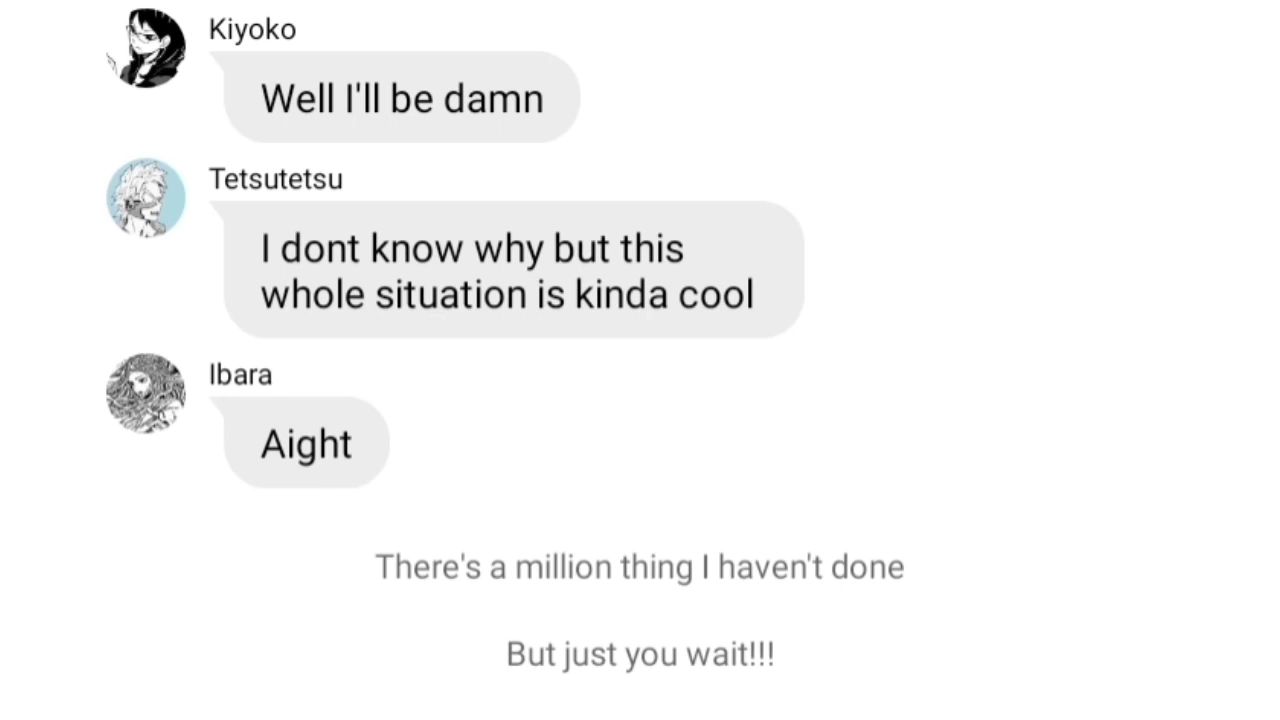 Kiyoko
Well I'll be damn
Tetsutetsu
I dont know why but this
whole situation is kinda cool
Ibara
Aight
There's a million thing I haven't done
But just you wait!!!